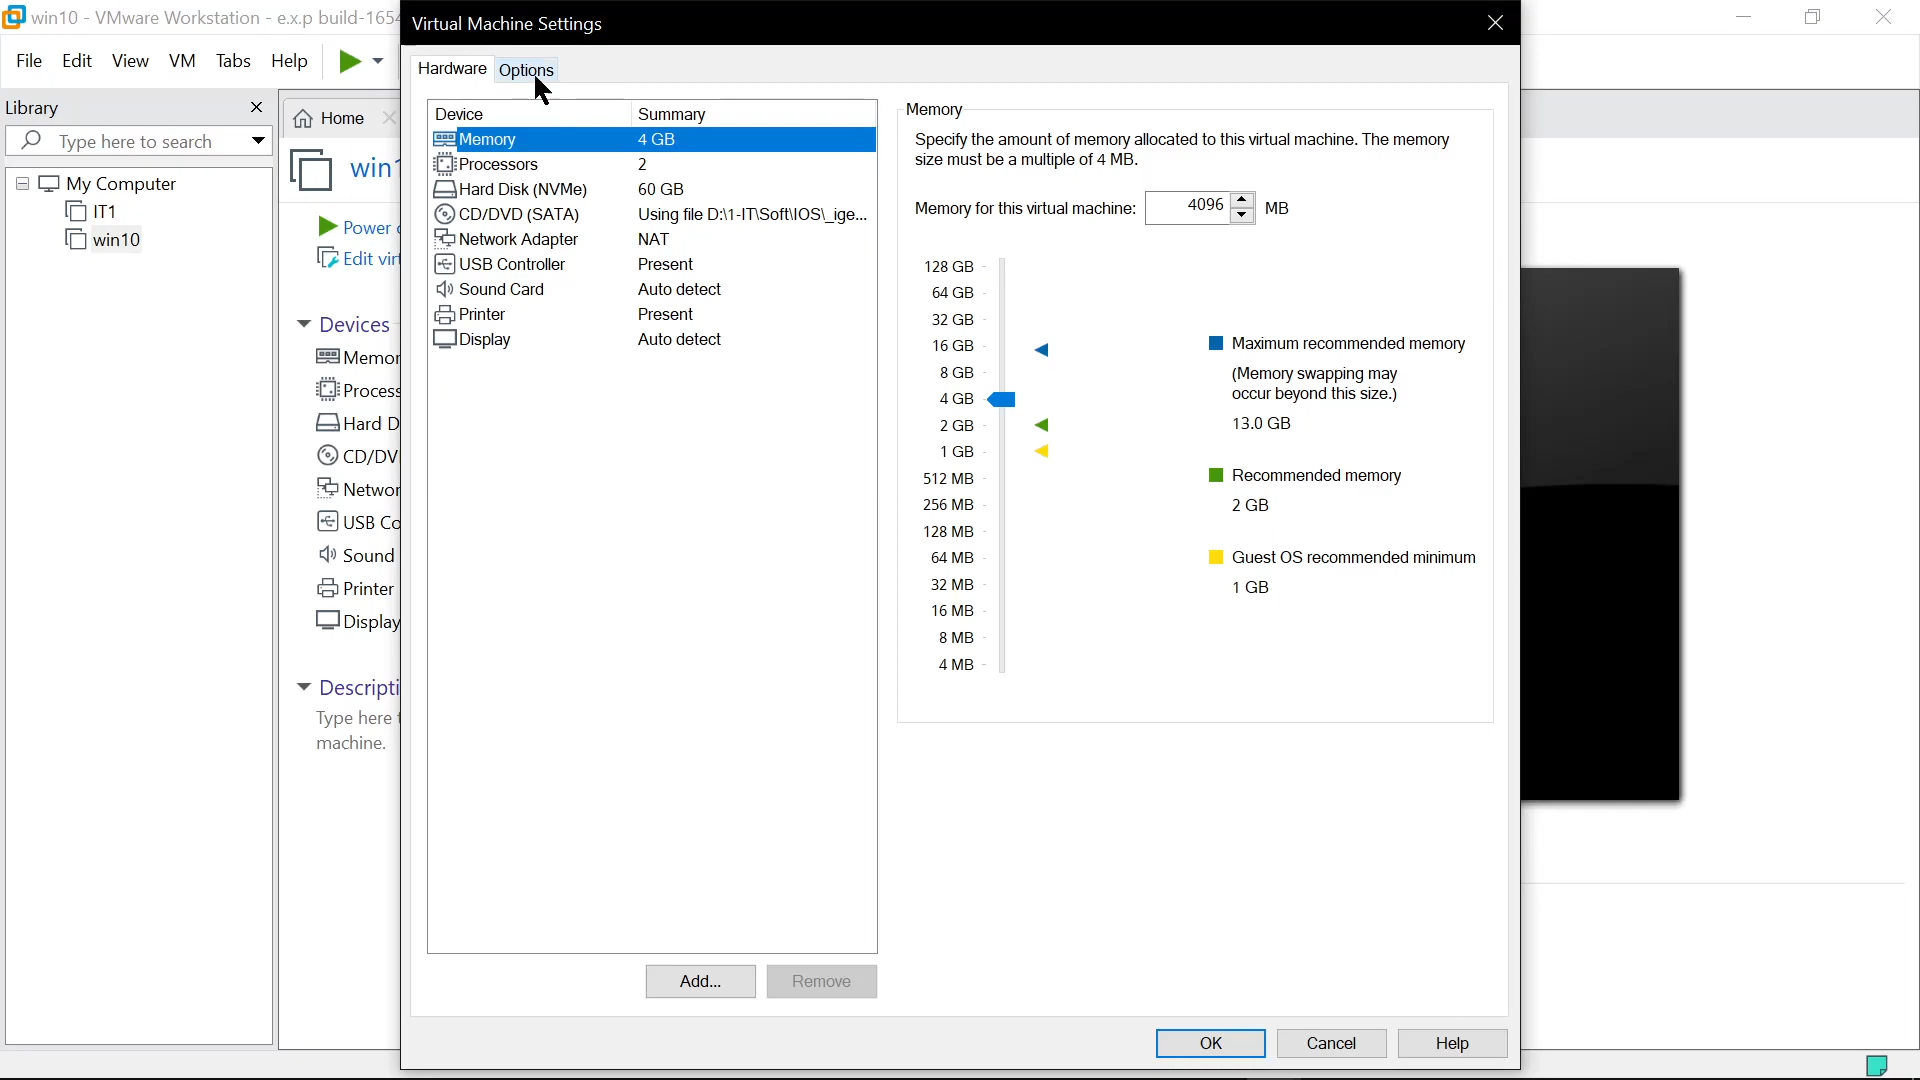 win10 - VMware Workstation - e.x.p build-165
Virtual Machine Settings
File Edit View VM Tabs Help
Library
Type here to search
My Computer
IT1
win10
Home
win1
Power
Edit virt
Devices
Memor
Process
Hard D
CD/DV
Networ
USB Co
Sound
Printer
Display
Descripti
Type here t
machine.
Hardware Options
Device Summary
Memory 4 GB
Processors 2
Hard Disk (NVMe) 60 GB
CD/DVD (SATA) Using file D:\1-IT\Soft\IOS\_ige...
Network Adapter NAT
USB Controller Present
Sound Card Auto detect
Printer Present
Display Auto detect
Add... Remove
Memory
Specify the amount of memory allocated to this virtual machine. The memory
size must be a multiple of 4 MB.
Memory for this virtual machine: 4096 MB
128 GB
64 GB
32 GB
16 GB
8 GB
4 GB
2 GB
1 GB
512 MB
256 MB
128 MB
64 MB
32 MB
16 MB
8 MB
4 MB
Maximum recommended memory
(Memory swapping may
occur beyond this size.)
13.0 GB
Recommended memory
2 GB
Guest OS recommended minimum
1 GB
OK Cancel Help